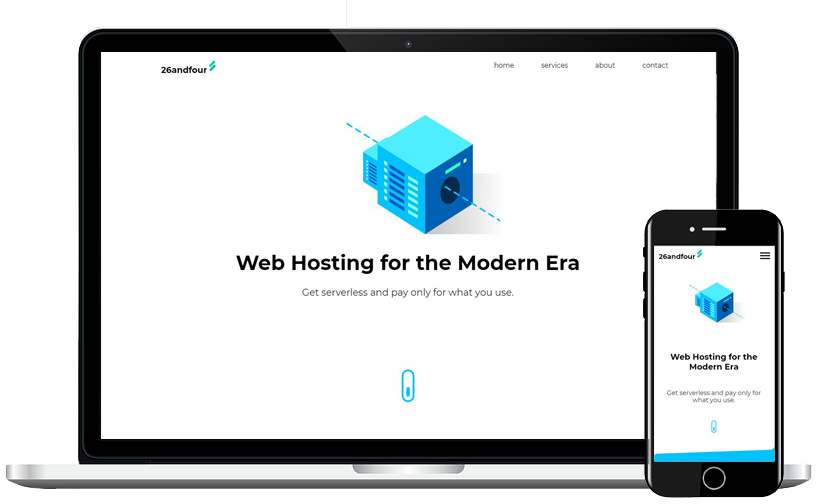 26andfour
home services about contact
Web Hosting for the Modern Era
Get serverless and pay only for what you use.
26andfour
Web Hosting for the
Modern Era
Get serverless and pay only for
what you use.